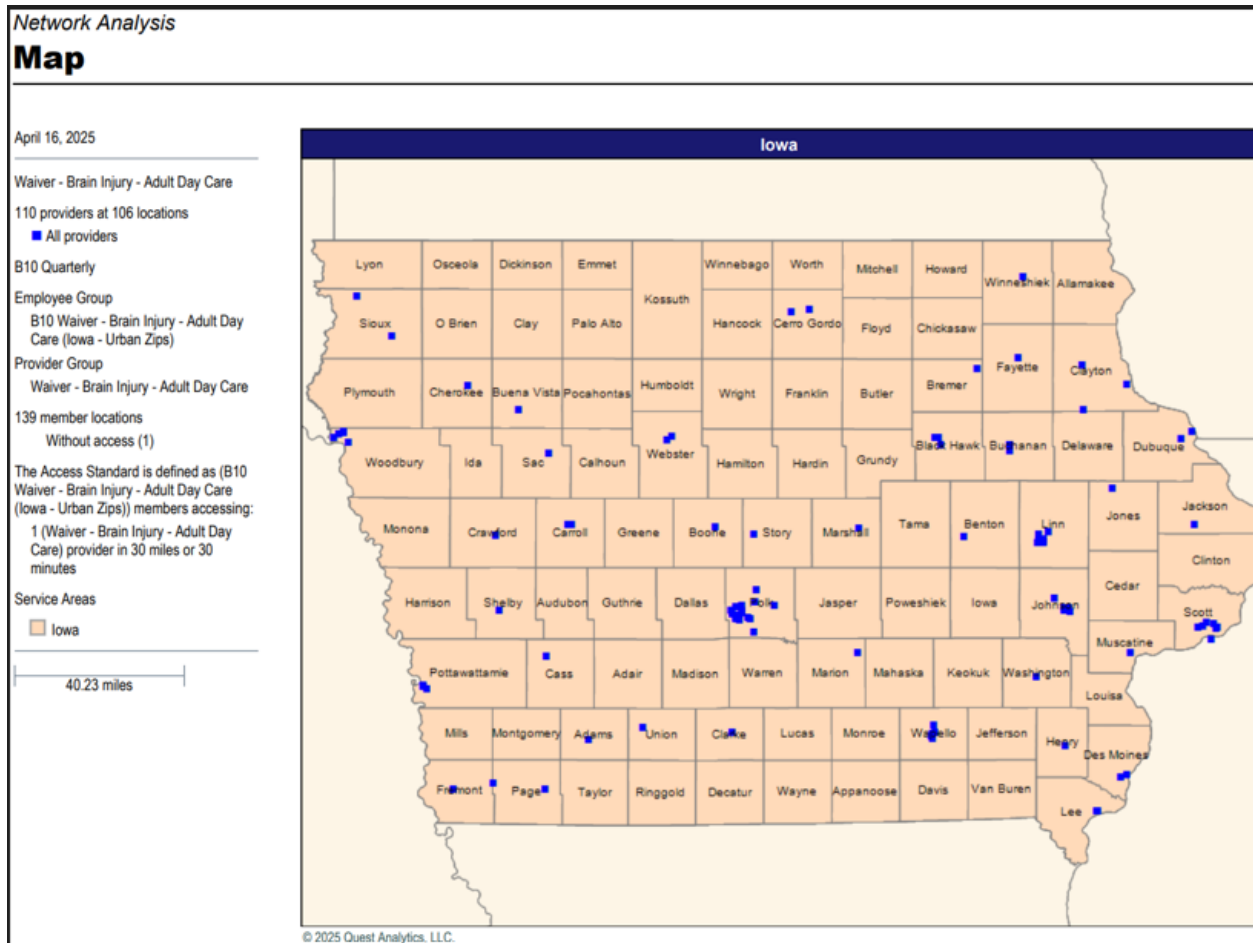 Network Analysis
Map
April 16, 2025
Waiver - Brain Injury - Adult Day Care
110 providers at 106 locations
All providers
B10 Quarterly
Employee Group
B10 Waiver - Brain Injury - Adult Day
Care (Iowa - Urban Zips)
Provider Group
Waiver - Brain Injury - Adult Day Care
139 member locations
Without access (1)
The Access Standard is defined as (B10
Waiver - Brain Injury - Adult Day Care
(Iowa - Urban Zips)) members accessing:
1 (Waiver - Brain Injury - Adult Day
Care) provider in 30 miles or 30
minutes
Service Areas
Iowa
40.23 miles
Iowa
Lyon Osceola Dickinson Emmet Winnebago Worth Mitchell Howard Winneshiek Allamakee
Kossuth
Sioux O Brien Clay Palo Alto Hancock Cerro Gordo Floyd Chickasaw
Fayette Clayton
Plymouth Cherokee Buena Vista Pocahontas Humboldt Wright Franklin Butler Bremer
Woodbury Ida Sac Calhoun Webster Hamilton Hardin Grundy Black Hawk Buchanan Delaware Dubuque
Monona Crawford Carroll Greene Boone Story Marshall Tama Benton Linn Jones Jackson
Clinton
Harrison Shelby Audubon Guthrie Dallas Polk Jasper Poweshiek Iowa Johnson Cedar Scott
Muscatine
Pottawattamie Cass Adair Madison Warren Marion Mahaska Keokuk Washington
Louisa
Mills Montgomery Adams Union Clarke Lucas Monroe Wapello Jefferson Henry Des Moines
Fremont Page Taylor Ringgold Decatur Wayne Appanoose Davis Van Buren
Lee
© 2025 Quest Analytics, LLC.